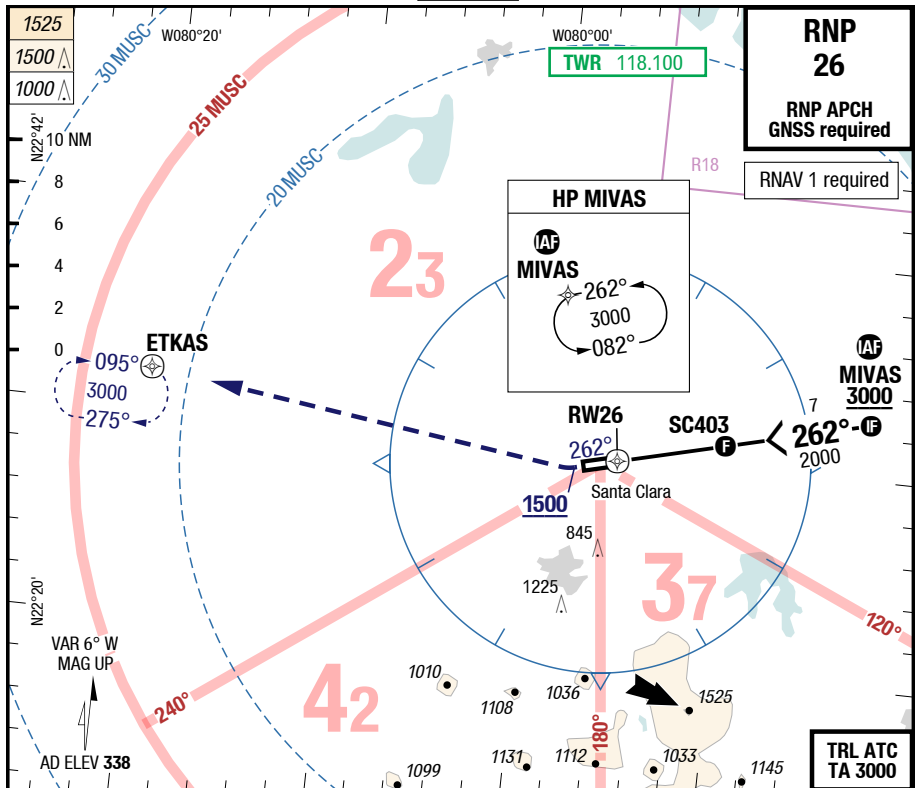 1525
1500
1000
W080°20'
W080°00'
30 MUSC
25 MUSC
20 MUSC
TWR 118.100
RNP
26
RNP APCH
GNSS required
RNAV 1 required
R18
N22°42'
10 NM
8
6
4
2
0
23
HP MIVAS
IAF
MIVAS
262°
3000
082°
ETKAS
095°
3000
275°
IAF
MIVAS
3000
7
262°
IF
2000
RW26
SC403
F
262°
1500
Santa Clara
845
1225
37
120°
N22°20'
VAR 6° W
MAG UP
AD ELEV 338
240°
42
180°
1010
1108
1036
1525
1099
1131
1112
1033
1145
TRL ATC
TA 3000